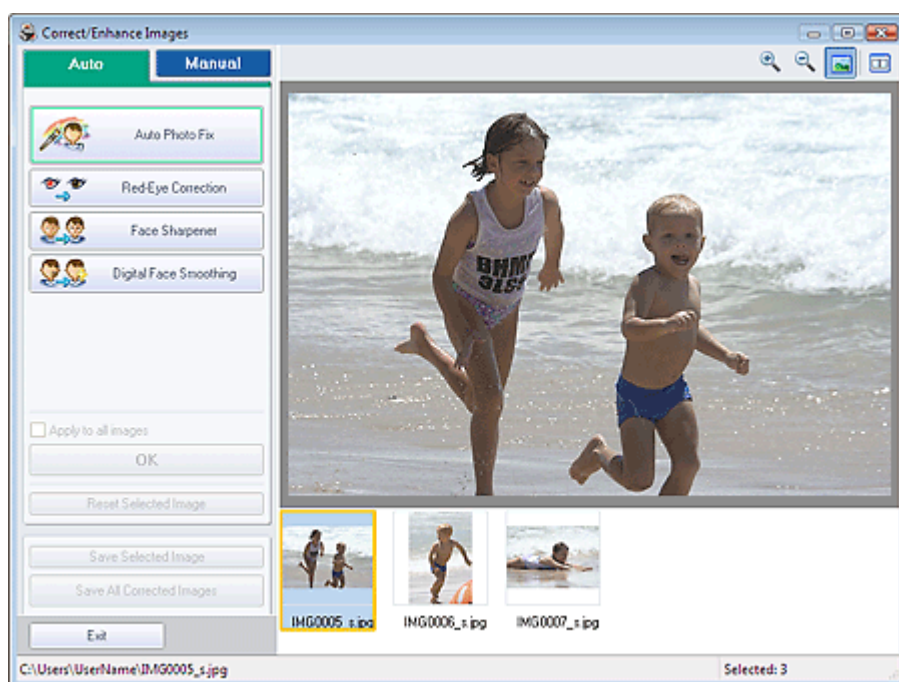 Correct/Enhance Images
Auto
Manual
Auto Photo Fix
Red-Eye Correction
Face Sharpener
Digital Face Smoothing
Apply to all images
OK
Reset Selected Image
Save Selected Image
Save All Corrected Images
Exit
IMG0005_s.jpg
IMG0006_s.jpg
IMG0007_s.jpg
C:\Users\UserName\IMG0005_s.jpg
Selected: 3